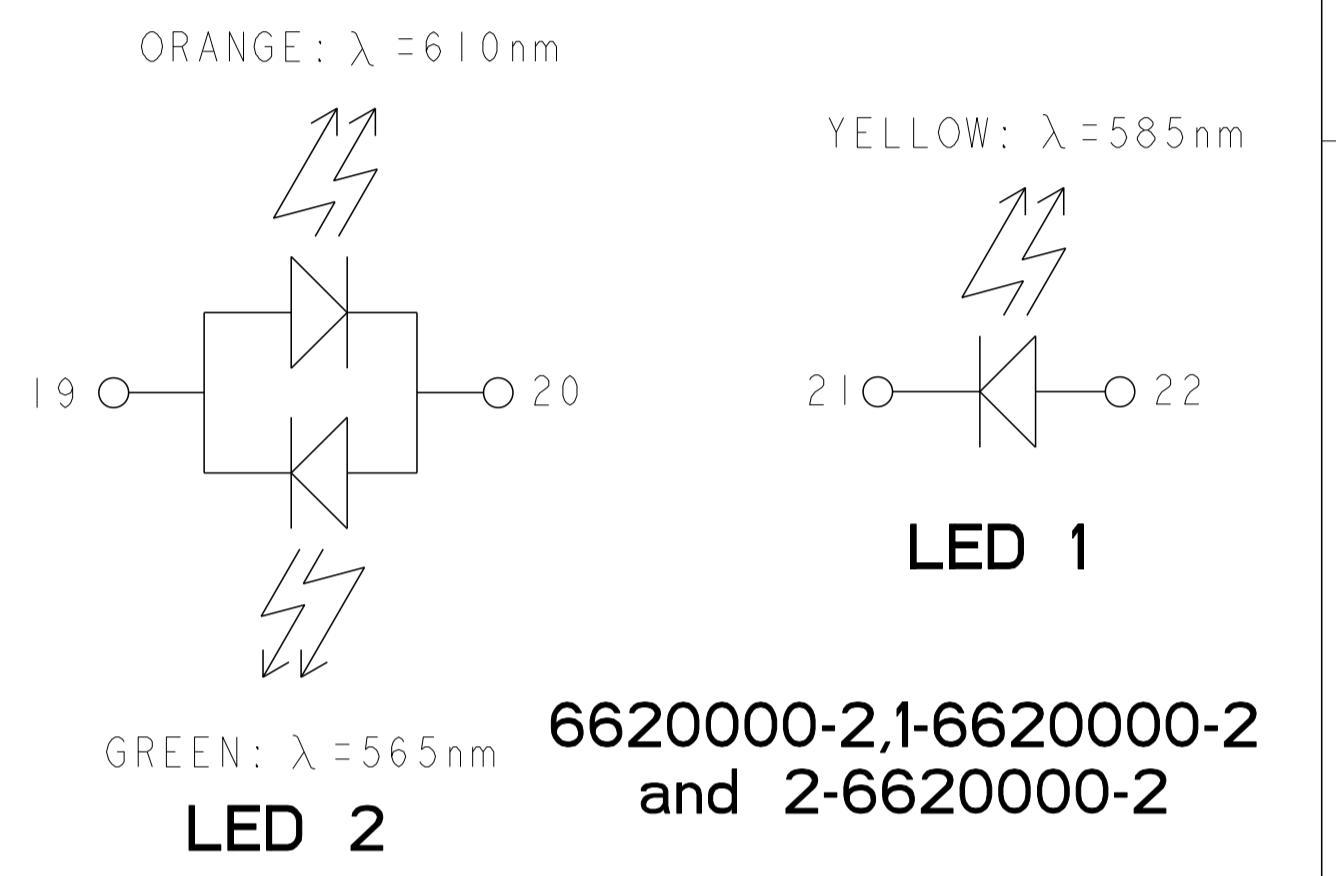 ORANGE: λ =610nm
19
20
GREEN: λ =565nm
LED 2
YELLOW: λ =585nm
21
22
LED 1
6620000-2,1-6620000-2
and 2-6620000-2